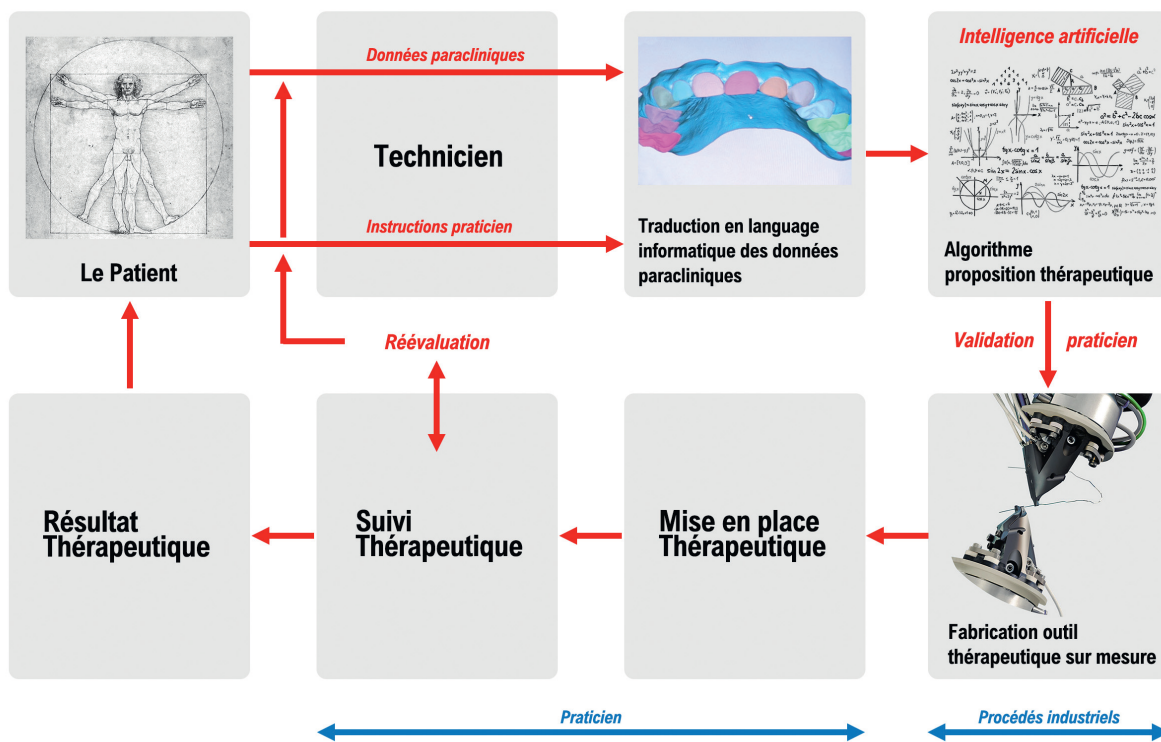 Données paracliniques
Intelligence artificielle
Technicien
Instructions praticien
Le Patient
Traduction en language
informatique des données
paracliniques
Algorithme
proposition thérapeutique
Réévaluation
Validation praticien
Résultat
Thérapeutique
Suivi
Thérapeutique
Mise en place
Thérapeutique
Fabrication outil
thérapeutique sur mesure
Praticien
Procédés industriels